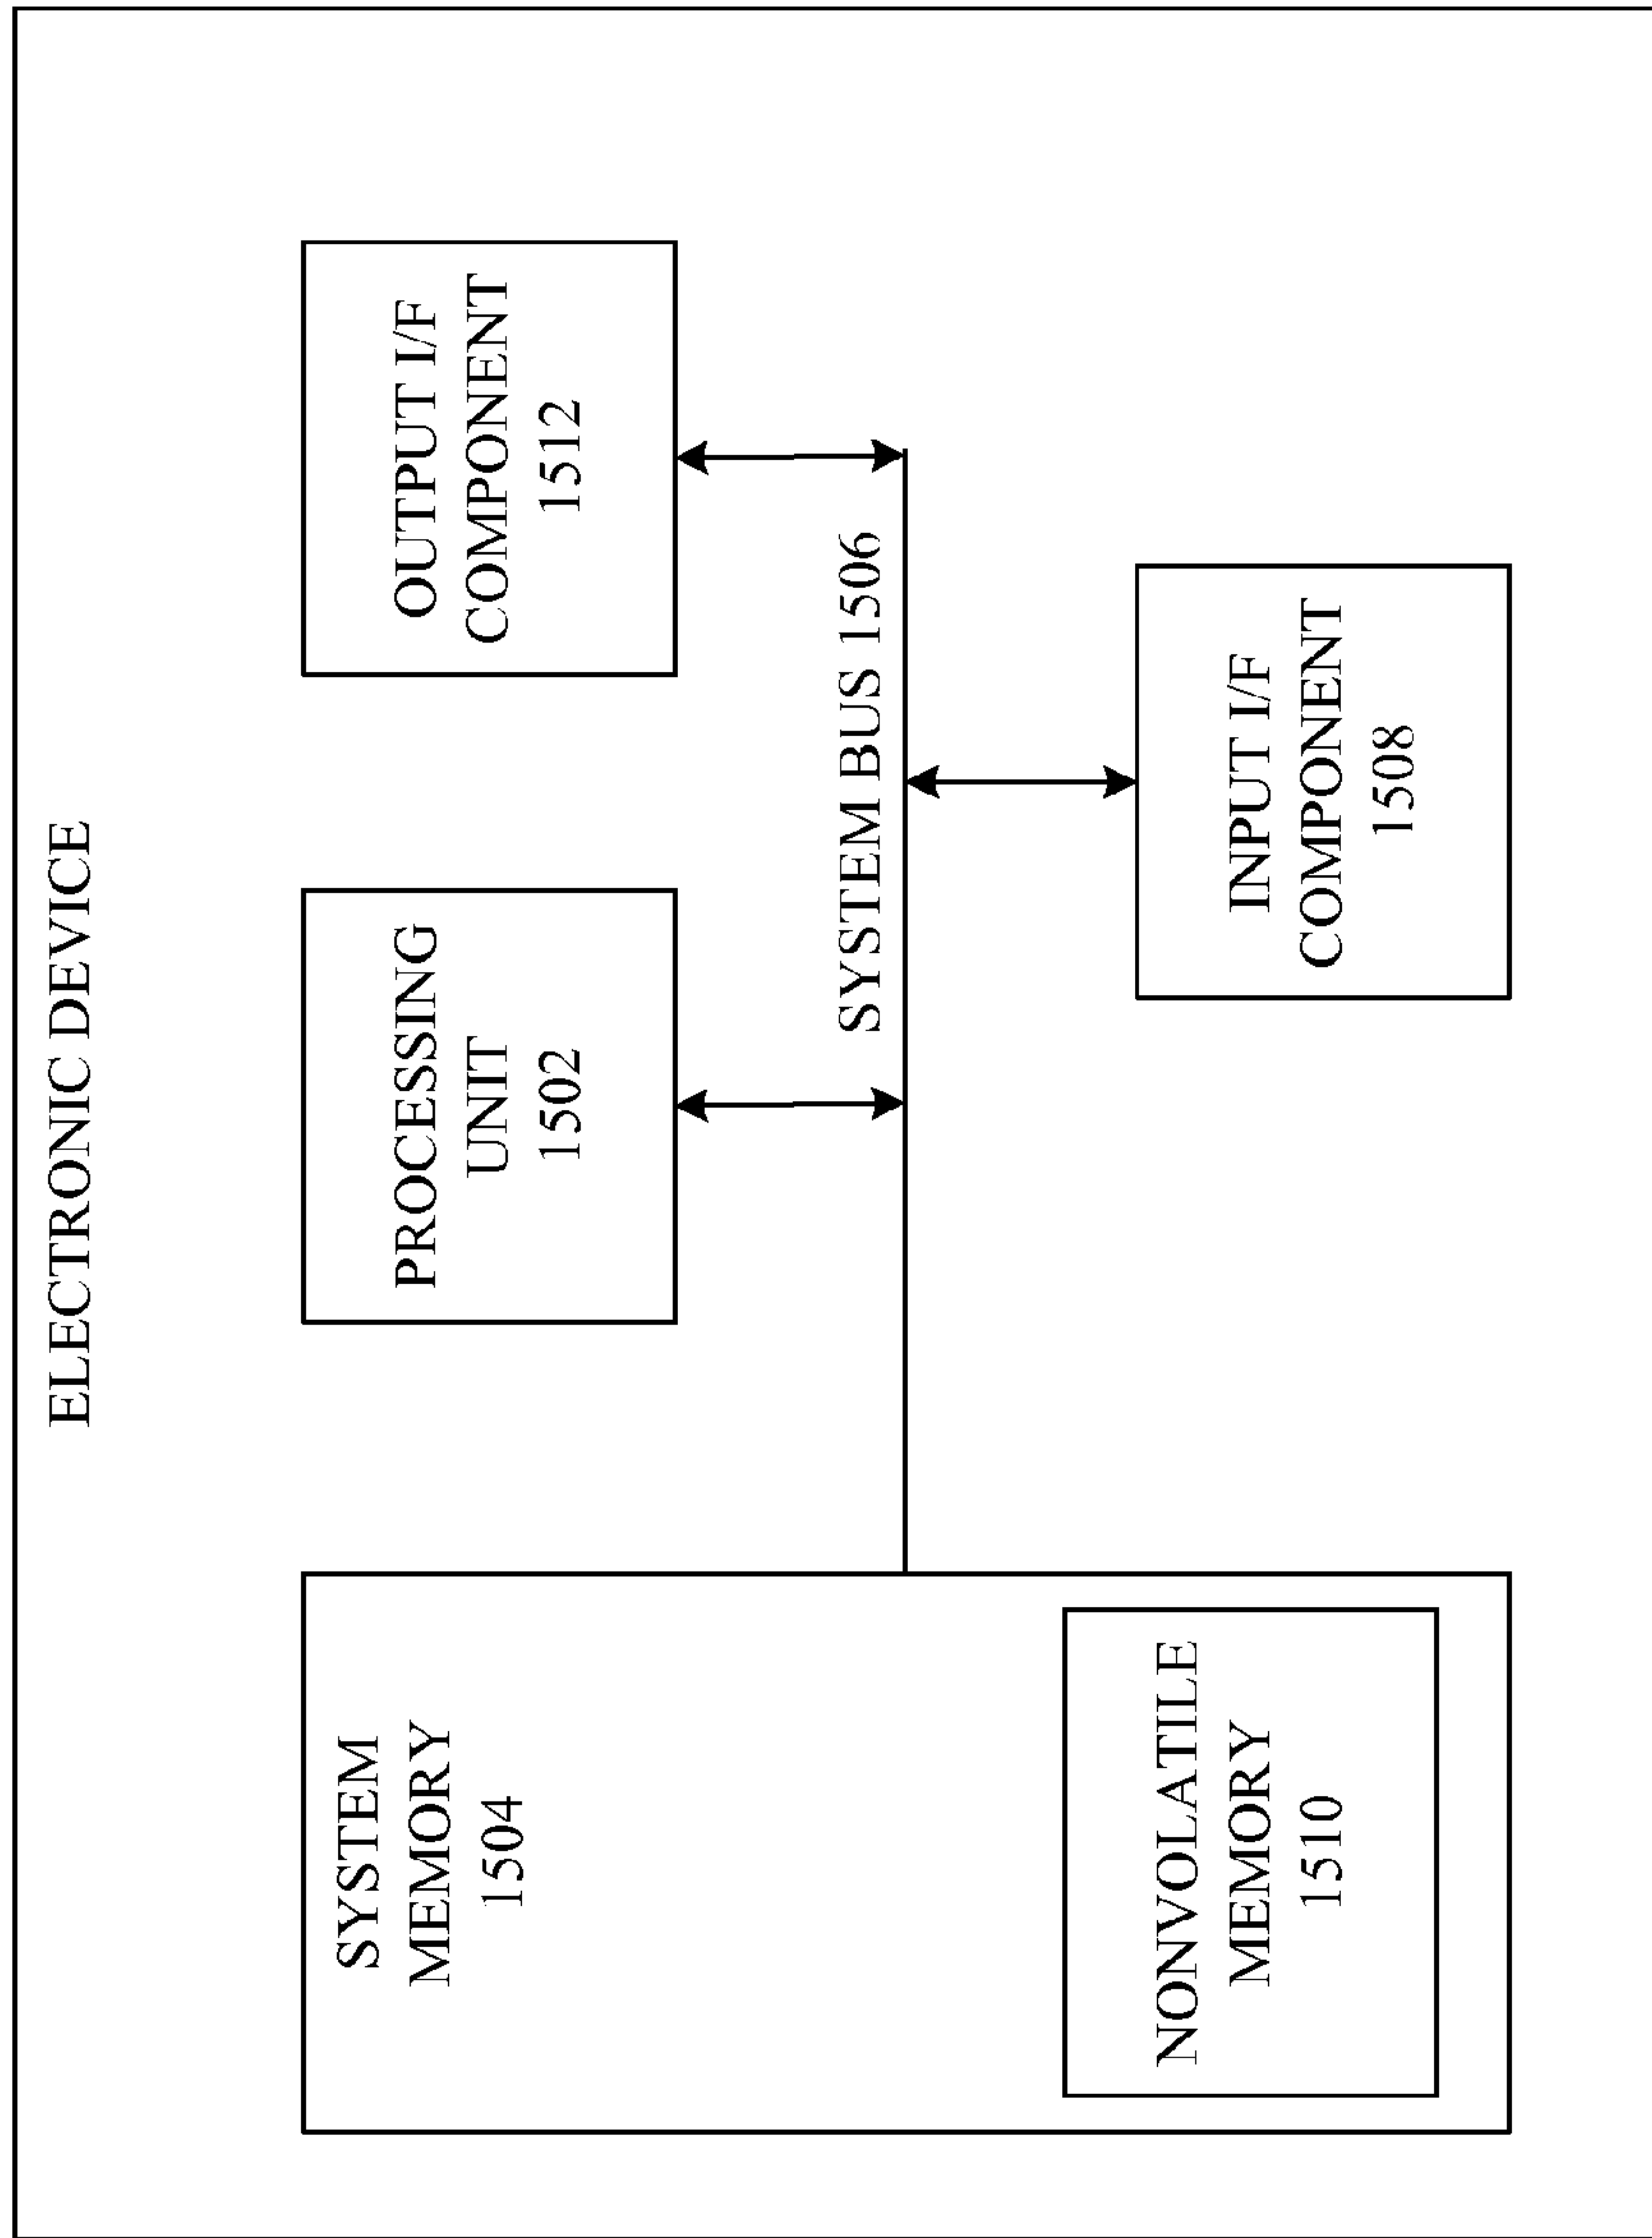 ELECTRONIC DEVICE
SYSTEM
MEMORY
1504
NONVOLATILE
MEMORY
1510
PROCESSING
UNIT
1502
OUTPUT I/F
COMPONENT
1512
SYSTEM BUS 1506
INPUT I/F
COMPONENT
1508